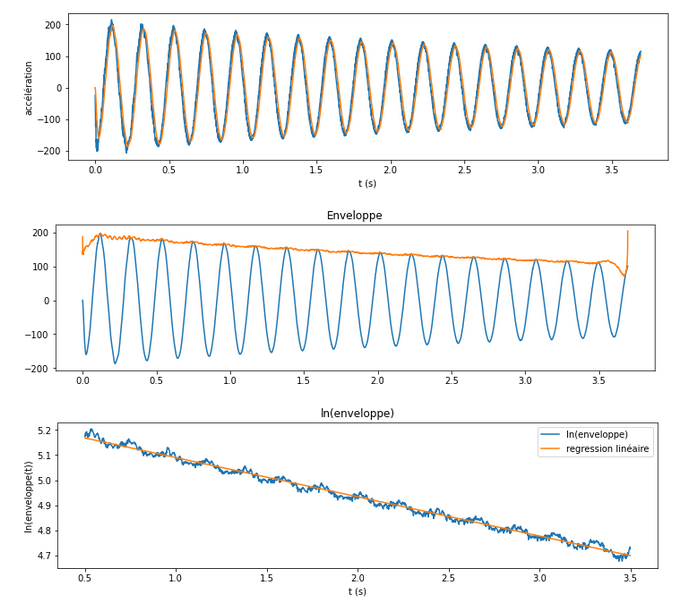 200
100
0
−100
−200
accélération
0.0 0.5 1.0 1.5 2.0 2.5 3.0 3.5
t (s)
Enveloppe
200
100
0
−100
−200
0.0 0.5 1.0 1.5 2.0 2.5 3.0 3.5
ln(enveloppe)
5.2
5.1
5.0
4.9
4.8
4.7
ln(enveloppe(t))
ln(enveloppe)
regression linéaire
0.5 1.0 1.5 2.0 2.5 3.0 3.5
t (s)